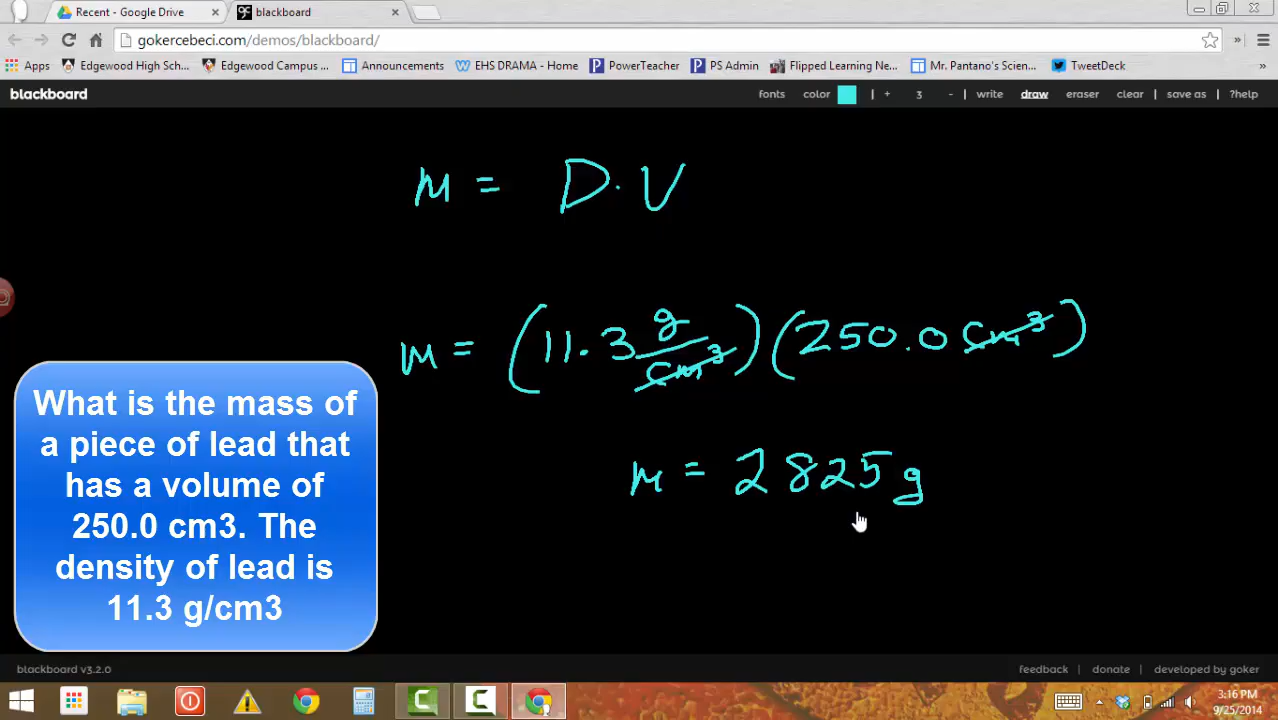 Recent - Google Drive
blackboard
gokercebeci.com/demos/blackboard/
Apps Edgewood High Sch... Edgewood Campus ... Announcements EHS DRAMA - Home PowerTeacher PS Admin Flipped Learning Ne... Mr. Pantano's Scien... TweetDeck
blackboard fonts color | + 3 - | write draw eraser clear | save as | ?help
M = D · V
m = (11.3 g/cm³)(250.0 cm³)
m = 2825 g
What is the mass of
a piece of lead that
has a volume of
250.0 cm3. The
density of lead is
11.3 g/cm3
blackboard v3.2.0 feedback | donate | developed by goker
3:16 PM
9/25/2014